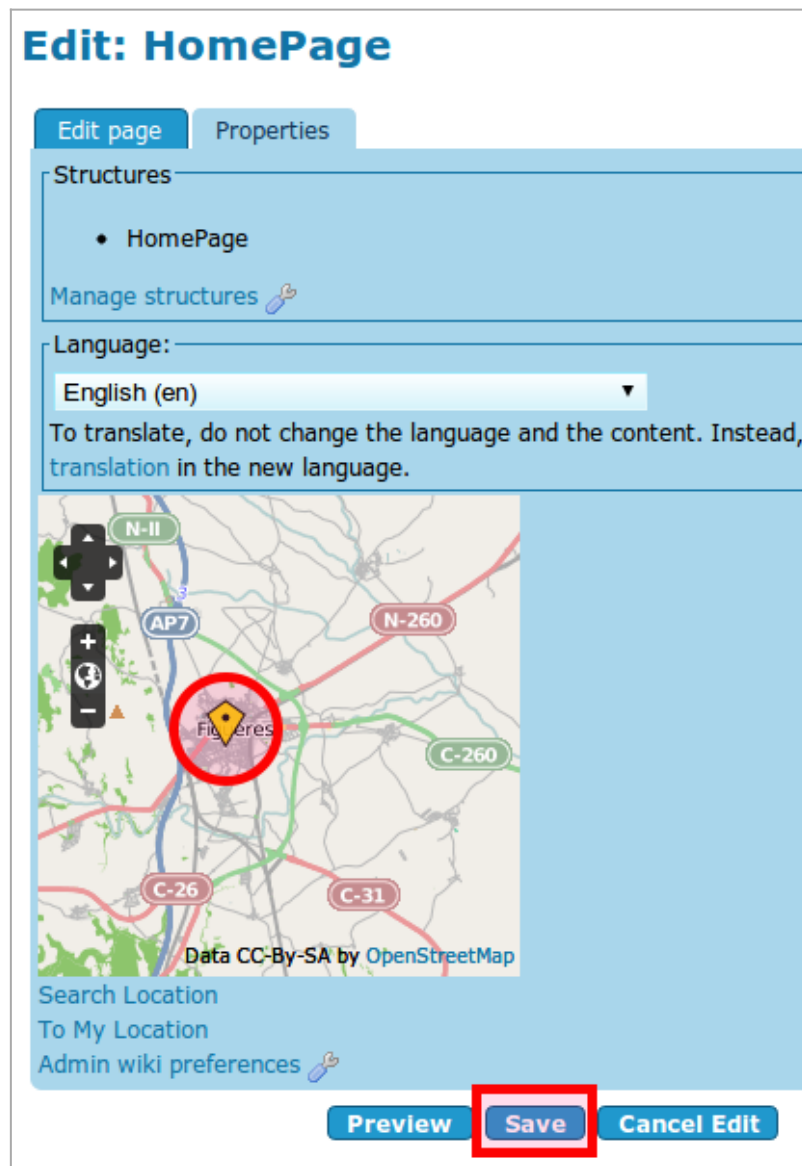 Edit: HomePage
Edit page
Properties
Structures
HomePage
Manage structures
Language:
English (en)
To translate, do not change the language and the content. Instead,
translation in the new language.
N-II
3
AP7
N-260
C-260
C-26
C-31
Data CC-By-SA by OpenStreetMap
Search Location
To My Location
Admin wiki preferences
Preview
Save
Cancel Edit